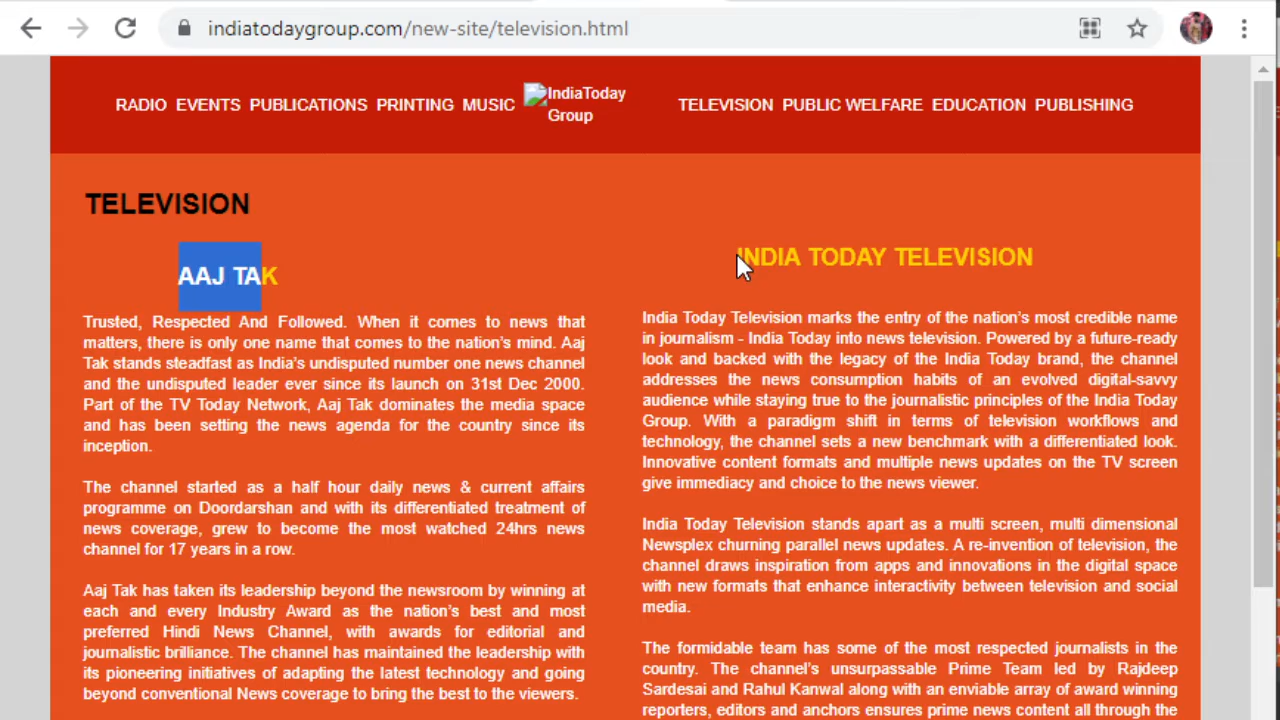 indiatodaygroup.com/new-site/television.html
RADIO EVENTS PUBLICATIONS PRINTING MUSIC IndiaToday Group TELEVISION PUBLIC WELFARE EDUCATION PUBLISHING
TELEVISION
AAJ TAK
Trusted, Respected And Followed. When it comes to news that
matters, there is only one name that comes to the nation's mind. Aaj
Tak stands steadfast as India's undisputed number one news channel
and the undisputed leader ever since its launch on 31st Dec 2000.
Part of the TV Today Network, Aaj Tak dominates the media space
and has been setting the news agenda for the country since its
inception.
The channel started as a half hour daily news & current affairs
programme on Doordarshan and with its differentiated treatment of
news coverage, grew to become the most watched 24hrs news
channel for 17 years in a row.
Aaj Tak has taken its leadership beyond the newsroom by winning at
each and every Industry Award as the nation's best and most
preferred Hindi News Channel, with awards for editorial and
journalistic brilliance. The channel has maintained the leadership with
its pioneering initiatives of adapting the latest technology and going
beyond conventional News coverage to bring the best to the viewers.
INDIA TODAY TELEVISION
India Today Television marks the entry of the nation's most credible name
in journalism - India Today into news television. Powered by a future-ready
look and backed with the legacy of the India Today brand, the channel
addresses the news consumption habits of an evolved digital-savvy
audience while staying true to the journalistic principles of the India Today
Group. With a paradigm shift in terms of television workflows and
technology, the channel sets a new benchmark with a differentiated look.
Innovative content formats and multiple news updates on the TV screen
give immediacy and choice to the news viewer.
India Today Television stands apart as a multi screen, multi dimensional
Newsplex churning parallel news updates. A re-invention of television, the
channel draws inspiration from apps and innovations in the digital space
with new formats that enhance interactivity between television and social
media.
The formidable team has some of the most respected journalists in the
country. The channel's unsurpassable Prime Team led by Rajdeep
Sardesai and Rahul Kanwal along with an enviable array of award winning
reporters, editors and anchors ensures prime news content all through the